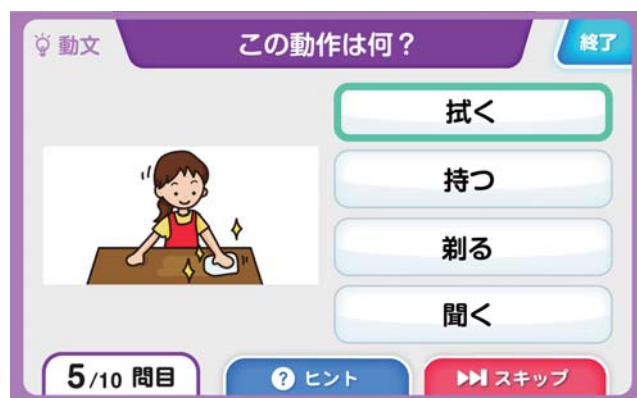 動文
この動作は何？
終了
拭く
持つ
剃る
聞く
5/10 問目
? ヒント
スキップ